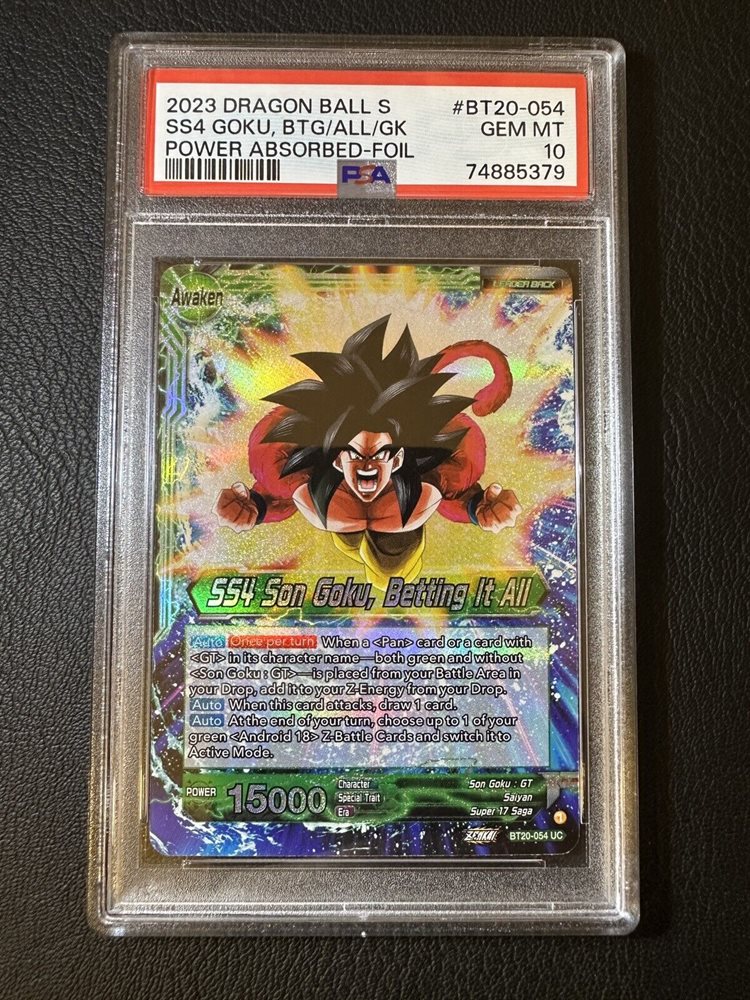 2023 DRAGON BALL S #BT20-054
SS4 GOKU, BTG/ALL/GK GEM MT
POWER ABSORBED-FOIL 10
PSA 74885379
Awaken
LEADER BACK
SS4 Son Goku, Betting It All
Auto Once per turn When a <Pan> card or a card with
<GT> in its character name—both green and without
<Son Goku : GT>—is placed from your Battle Area in
your Drop, add it to your Z-Energy from your Drop.
Auto When this card attacks, draw 1 card.
Auto At the end of your turn, choose up to 1 of your
green <Android 18> Z-Battle Cards and switch it to
Active Mode.
POWER 15000
Character Son Goku : GT
Special Trait Saiyan
Era Super 17 Saga
ZENKAI BT20-054 UC